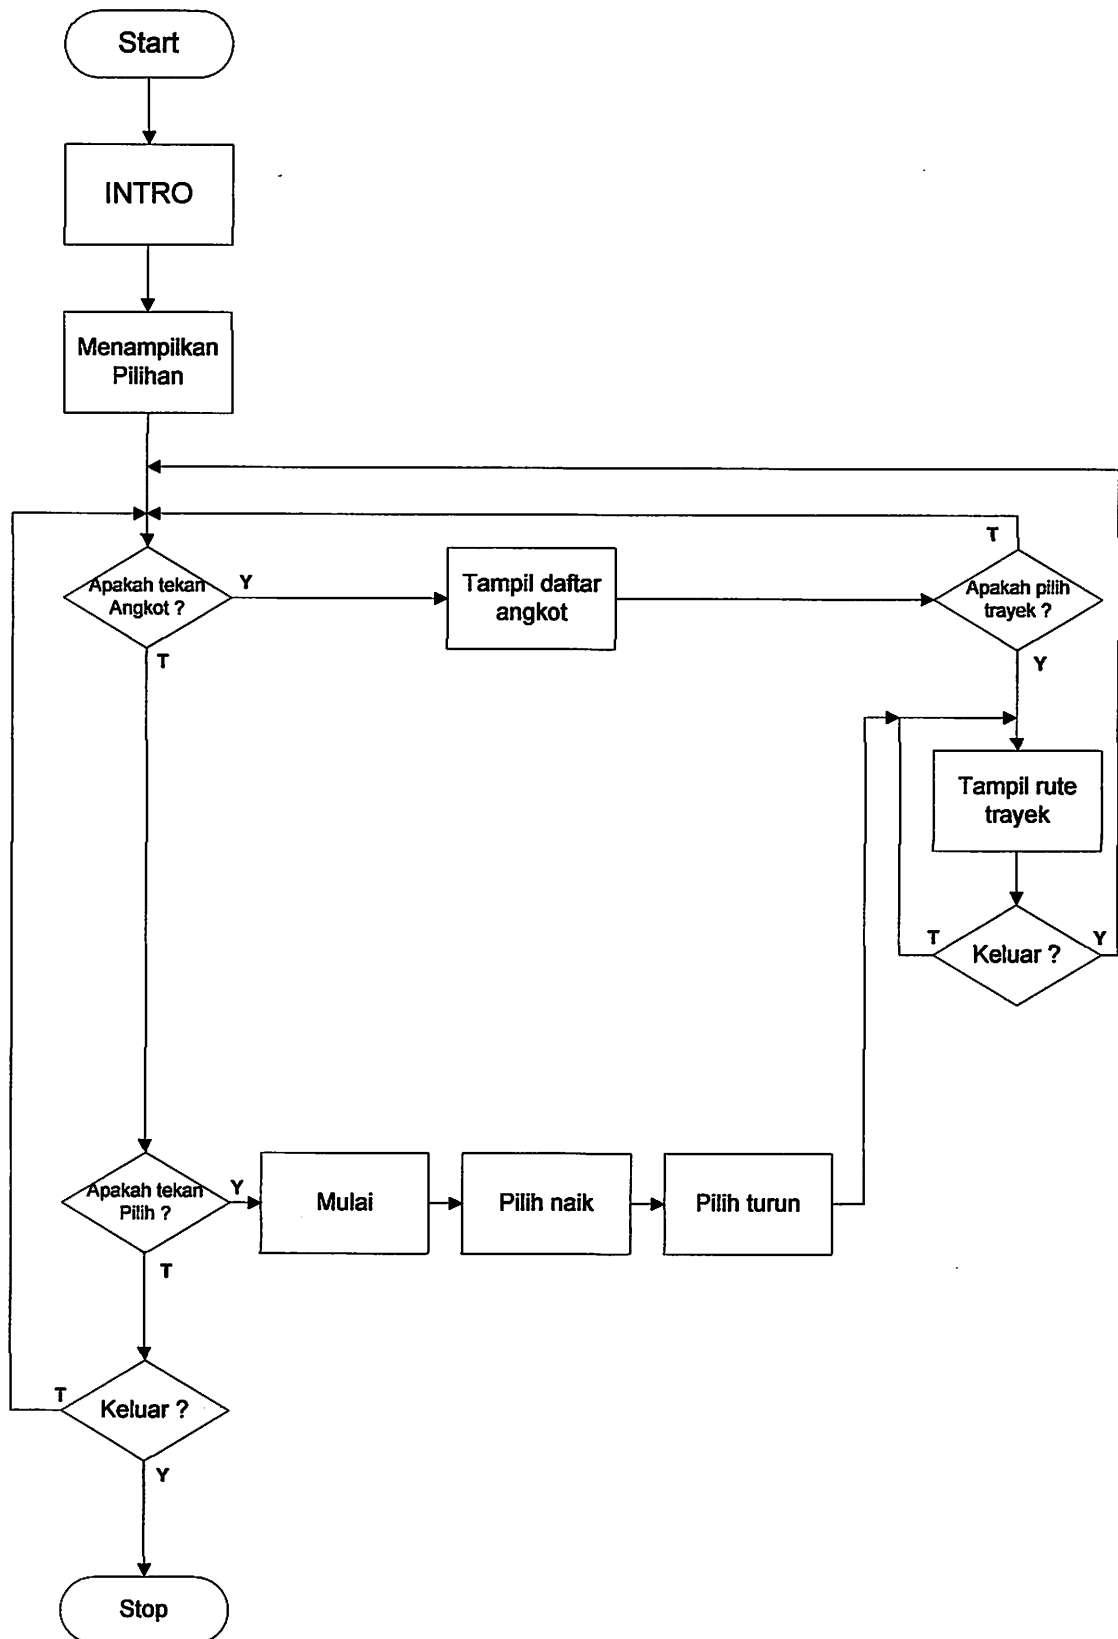 Start
INTRO
Menampilkan
Pilihan
T
Apakah tekan
Angkot ?
Y
Tampil daftar
angkot
Apakah pilih
trayek ?
T
Y
Tampil rute
trayek
T
Keluar ?
Y
Apakah tekan
Pilih ?
Y
Mulai
Pilih naik
Pilih turun
T
T
Keluar ?
Y
Stop